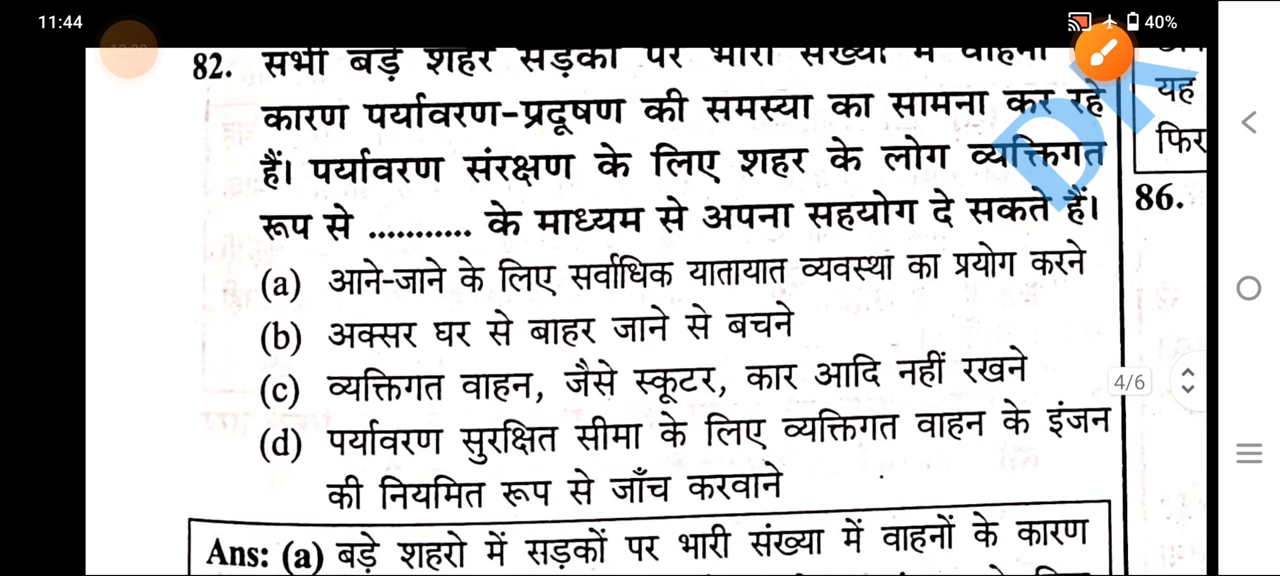 11:44
40%
82. सभी बड़े शहर सड़कों पर भारी संख्या में वाहनों
कारण पर्यावरण-प्रदूषण की समस्या का सामना कर रहे
हैं। पर्यावरण संरक्षण के लिए शहर के लोग व्यक्तिगत
रूप से ........... के माध्यम से अपना सहयोग दे सकते हैं।
(a) आने-जाने के लिए सर्वाधिक यातायात व्यवस्था का प्रयोग करने
(b) अक्सर घर से बाहर जाने से बचने
(c) व्यक्तिगत वाहन, जैसे स्कूटर, कार आदि नहीं रखने
(d) पर्यावरण सुरक्षित सीमा के लिए व्यक्तिगत वाहन के इंजन
की नियमित रूप से जाँच करवाने
Ans: (a) बड़े शहरो में सड़कों पर भारी संख्या में वाहनों के कारण
यह
फिर
86.
4/6
DK